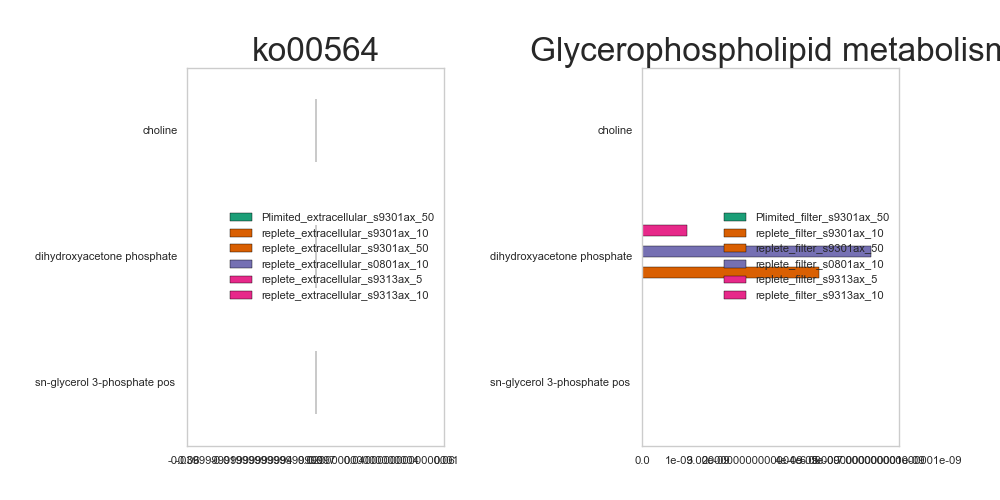 ko00564
Glycerophospholipid metabolism
choline
dihydroxyacetone phosphate
sn-glycerol 3-phosphate pos
Plimited_extracellular_s9301ax_50
replete_extracellular_s9301ax_10
replete_extracellular_s9301ax_50
replete_extracellular_s0801ax_10
replete_extracellular_s9313ax_5
replete_extracellular_s9313ax_10
choline
dihydroxyacetone phosphate
sn-glycerol 3-phosphate pos
Plimited_filter_s9301ax_50
replete_filter_s9301ax_10
replete_filter_s9301ax_50
replete_filter_s0801ax_10
replete_filter_s9313ax_5
replete_filter_s9313ax_10
0.0 1e-09